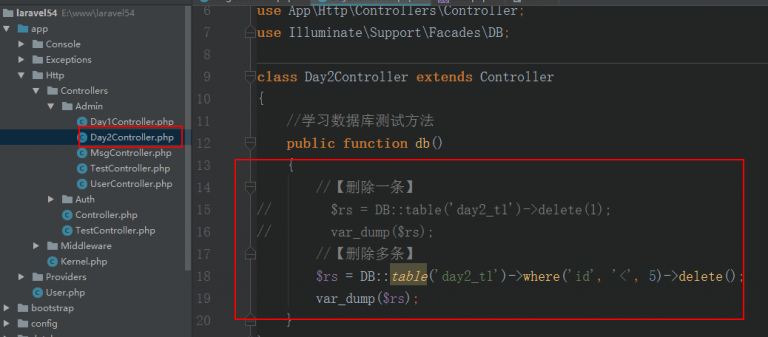 laravel54 E:\www\laravel54
app
Console
Exceptions
Http
Controllers
Admin
Day1Controller.php
Day2Controller.php
MsgController.php
TestController.php
UserController.php
Auth
Controller.php
TestController.php
Middleware
Kernel.php
Providers
User.php
bootstrap
config
6 use App\Http\Controllers\Controller;
7 use Illuminate\Support\Facades\DB;
8
9 class Day2Controller extends Controller
10 {
11 //学习数据库测试方法
12 public function db()
13 {
14 //【删除一条】
15 // $rs = DB::table('day2_t1')->delete(1);
16 // var_dump($rs);
17 //【删除多条】
18 $rs = DB::table('day2_t1')->where('id', '<', 5)->delete();
19 var_dump($rs);
20 }